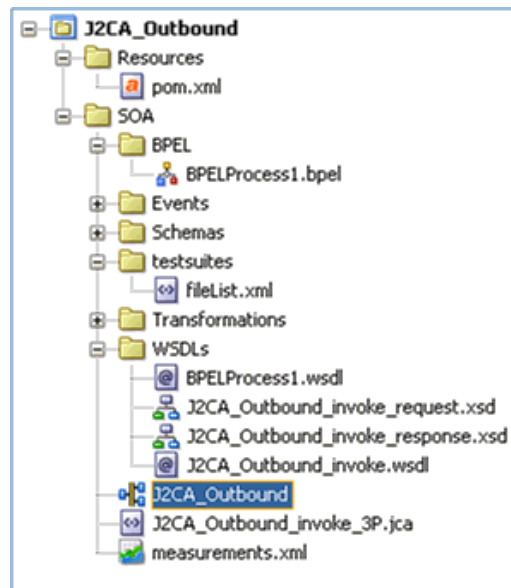 J2CA_Outbound
Resources
pom.xml
SOA
BPEL
BPELProcess1.bpel
Events
Schemas
testsuites
fileList.xml
Transformations
WSDLs
BPELProcess1.wsdl
J2CA_Outbound_invoke_request.xsd
J2CA_Outbound_invoke_response.xsd
J2CA_Outbound_invoke.wsdl
J2CA_Outbound
J2CA_Outbound_invoke_3P.jca
measurements.xml